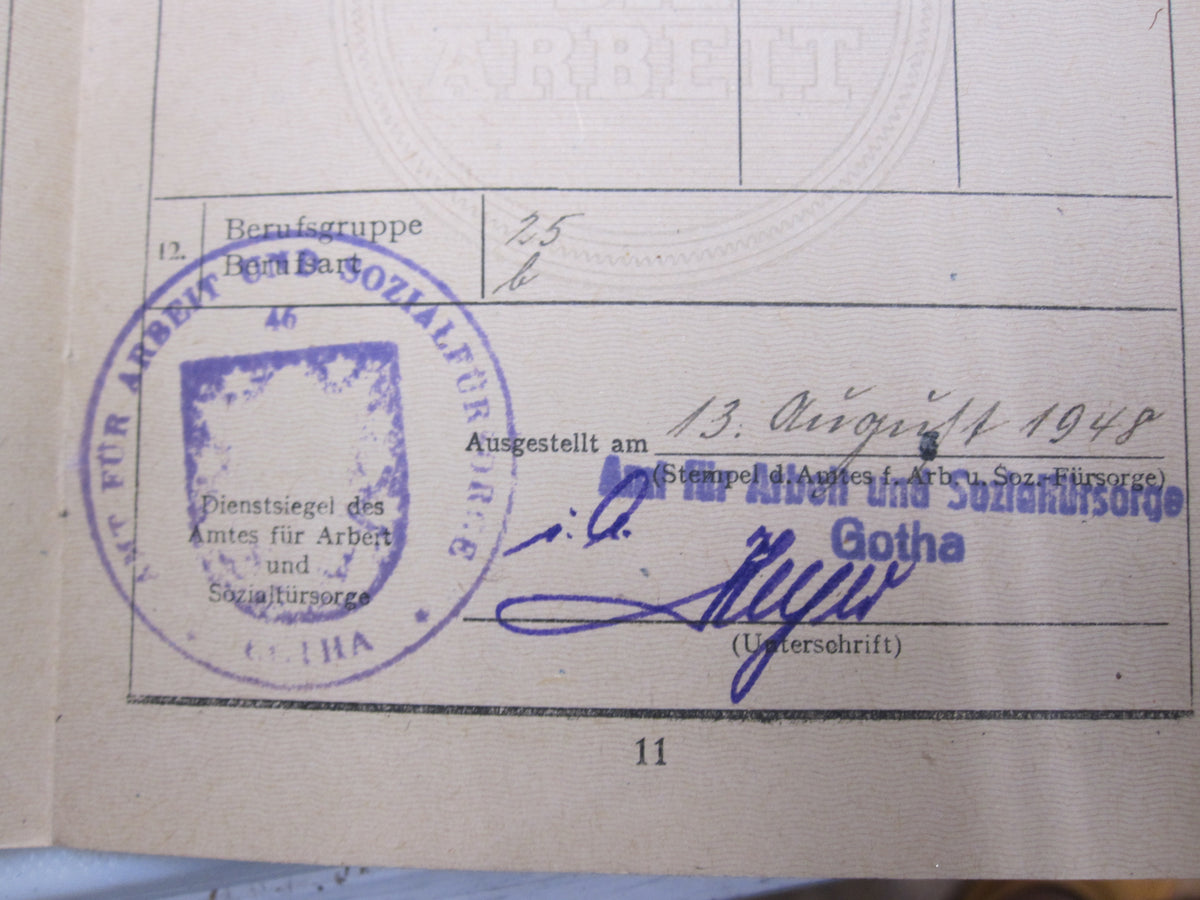 ARBEIT
12. Berufsgruppe 25
Berufsart b
AMT FÜR ARBEIT UND SOZIALFÜRSORGE
46
GOTHA
Dienstsiegel des
Amtes für Arbeit
und
Sozialfürsorge
Ausgestellt am 13. August 1948
(Stempel d. Amtes f. Arb. u. Soz.-Fürsorge)
Amt für Arbeit und Sozialfürsorge
Gotha
i. A.
(Unterschrift)
11